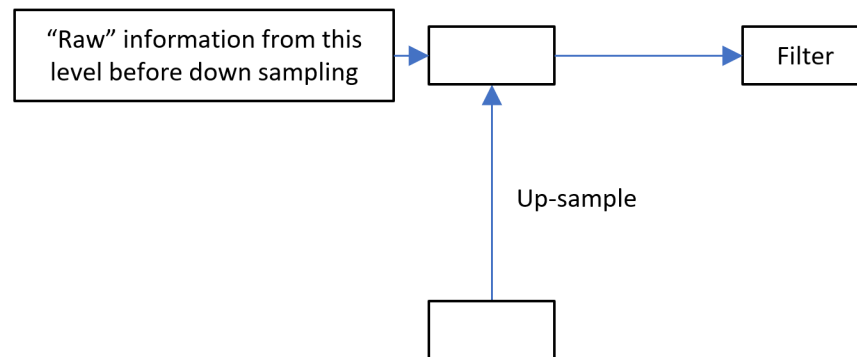 “Raw” information from this
level before down sampling
Filter
Up-sample